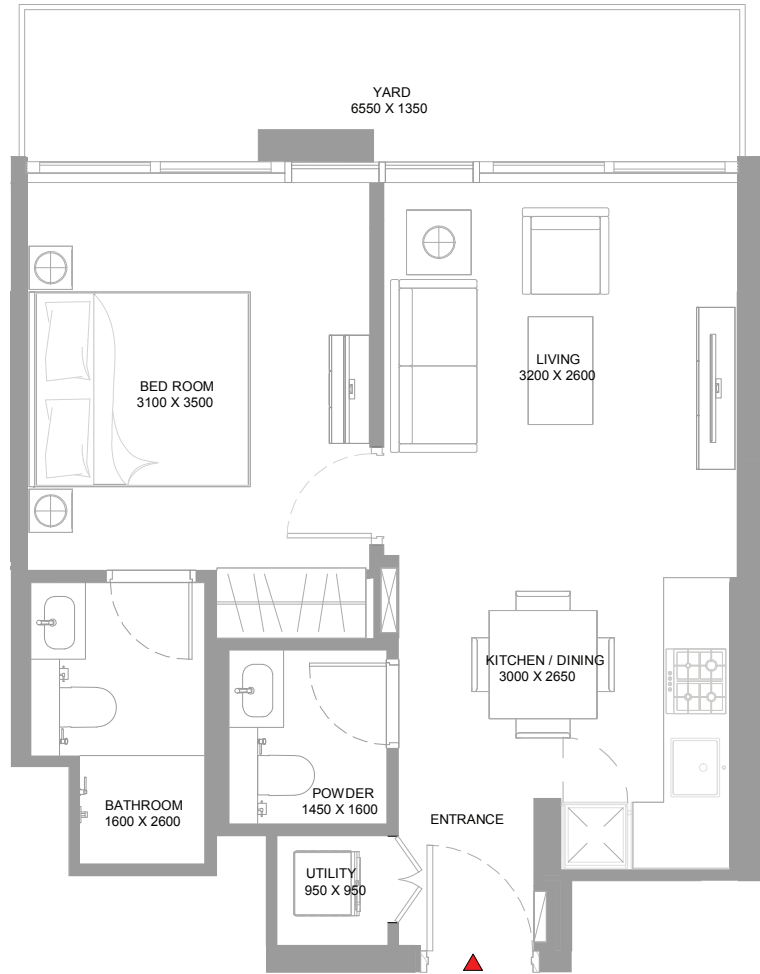 YARD
6550 X 1350
LIVING
3200 X 2600
BED ROOM
3100 X 3500
KITCHEN / DINING
3000 X 2650
POWDER
1450 X 1600
BATHROOM
1600 X 2600
ENTRANCE
UTILITY
950 X 950